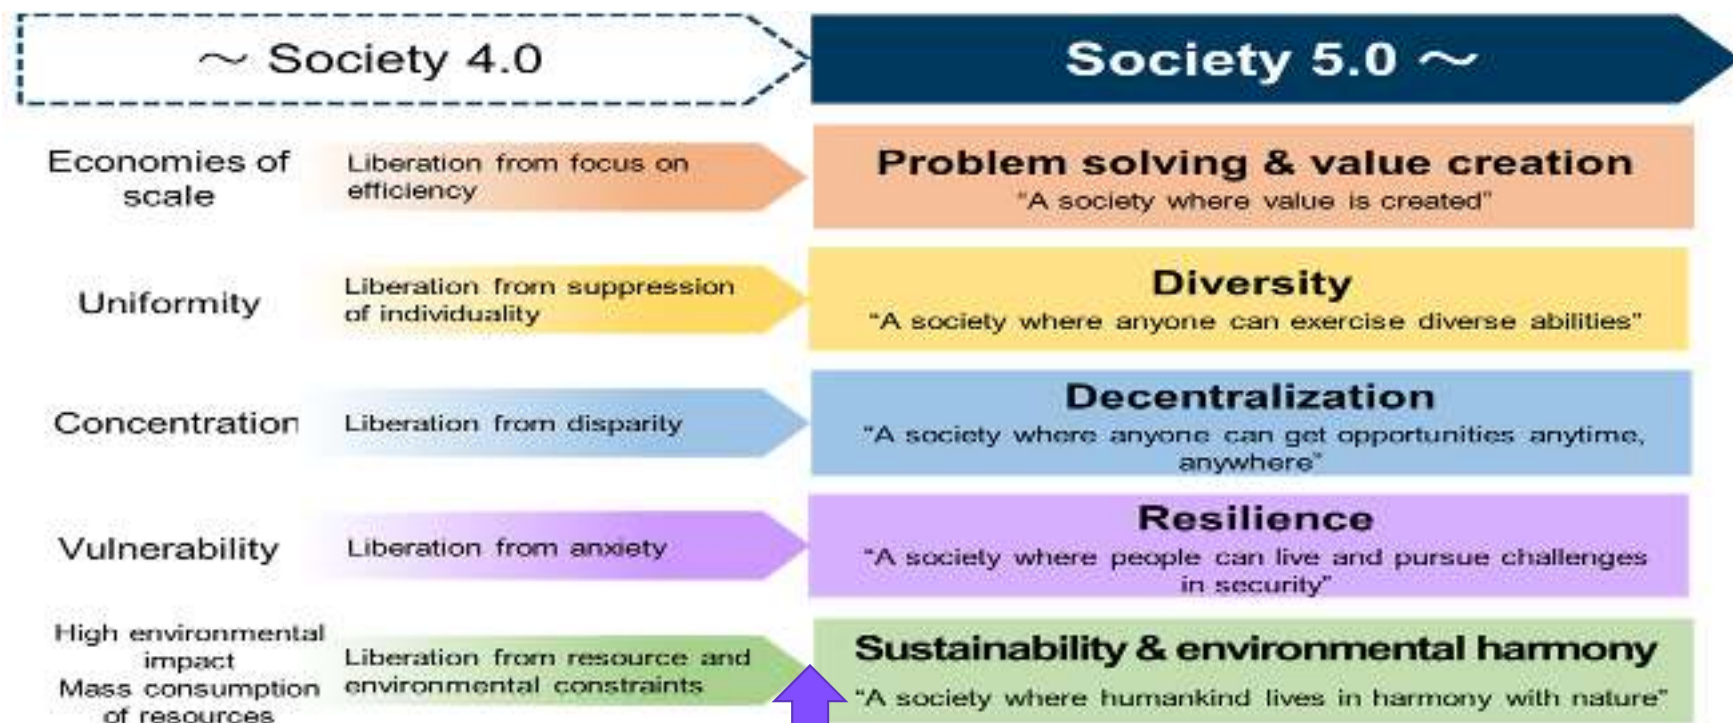 ～ Society 4.0
Society 5.0 ～
Economies of
scale
Liberation from focus on
efficiency
Problem solving & value creation
“A society where value is created”
Uniformity
Liberation from suppression
of individuality
Diversity
“A society where anyone can exercise diverse abilities”
Concentration
Liberation from disparity
Decentralization
“A society where anyone can get opportunities anytime,
anywhere”
Vulnerability
Liberation from anxiety
Resilience
“A society where people can live and pursue challenges
in security”
High environmental
impact
Mass consumption
of resources
Liberation from resource and
environmental constraints
Sustainability & environmental harmony
“A society where humankind lives in harmony with nature”